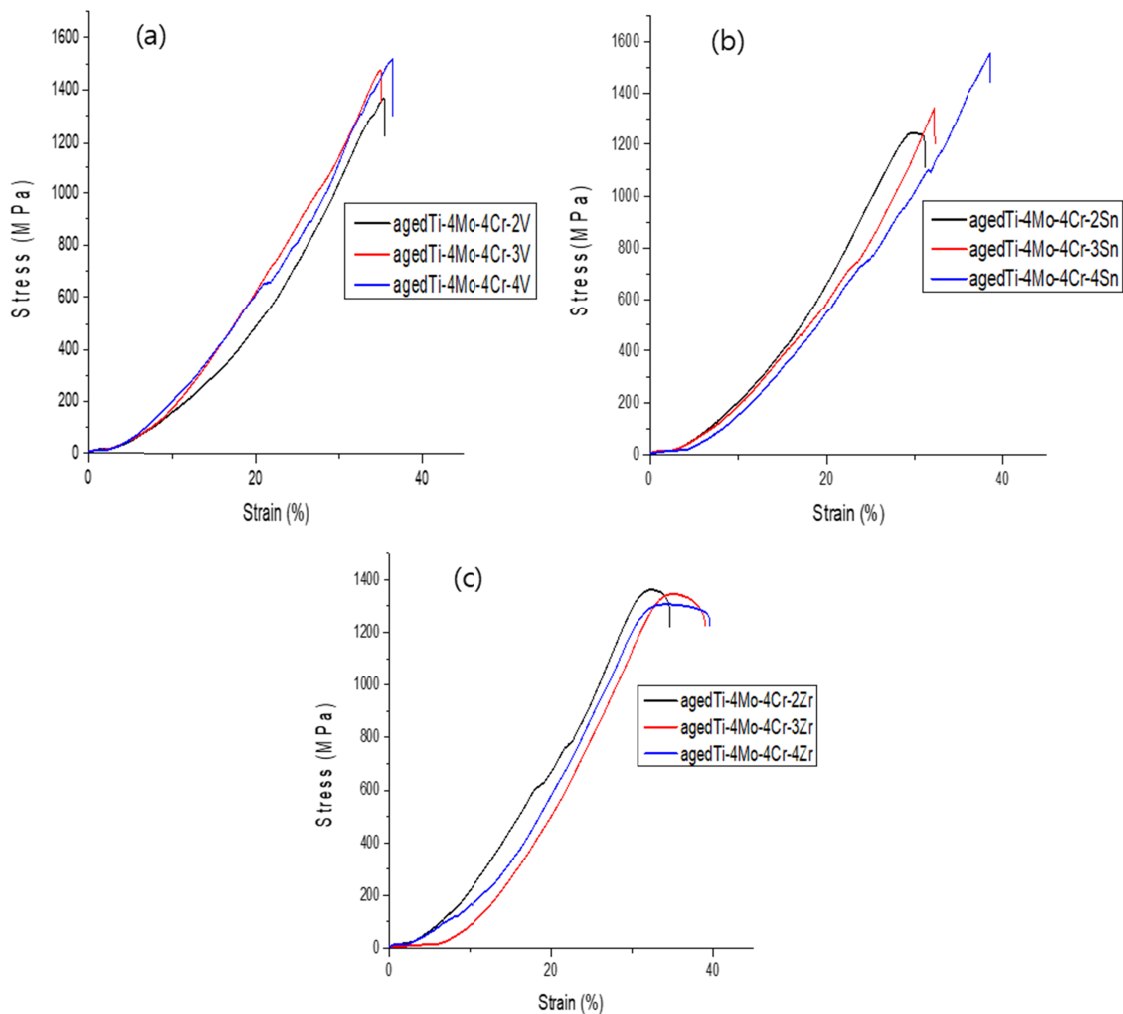 (a)
1600
1400
1200
1000
800
600
400
200
0
Stress (MPa)
0
20
40
Strain (%)
agedTi-4Mo-4Cr-2V
agedTi-4Mo-4Cr-3V
agedTi-4Mo-4Cr-4V
(b)
1600
1400
1200
1000
800
600
400
200
0
Stress (MPa)
0
20
40
Strain (%)
agedTi-4Mo-4Cr-2Sn
agedTi-4Mo-4Cr-3Sn
agedTi-4Mo-4Cr-4Sn
(c)
1400
1200
1000
800
600
400
200
0
Stress (MPa)
0
20
40
Strain (%)
agedTi-4Mo-4Cr-2Zr
agedTi-4Mo-4Cr-3Zr
agedTi-4Mo-4Cr-4Zr